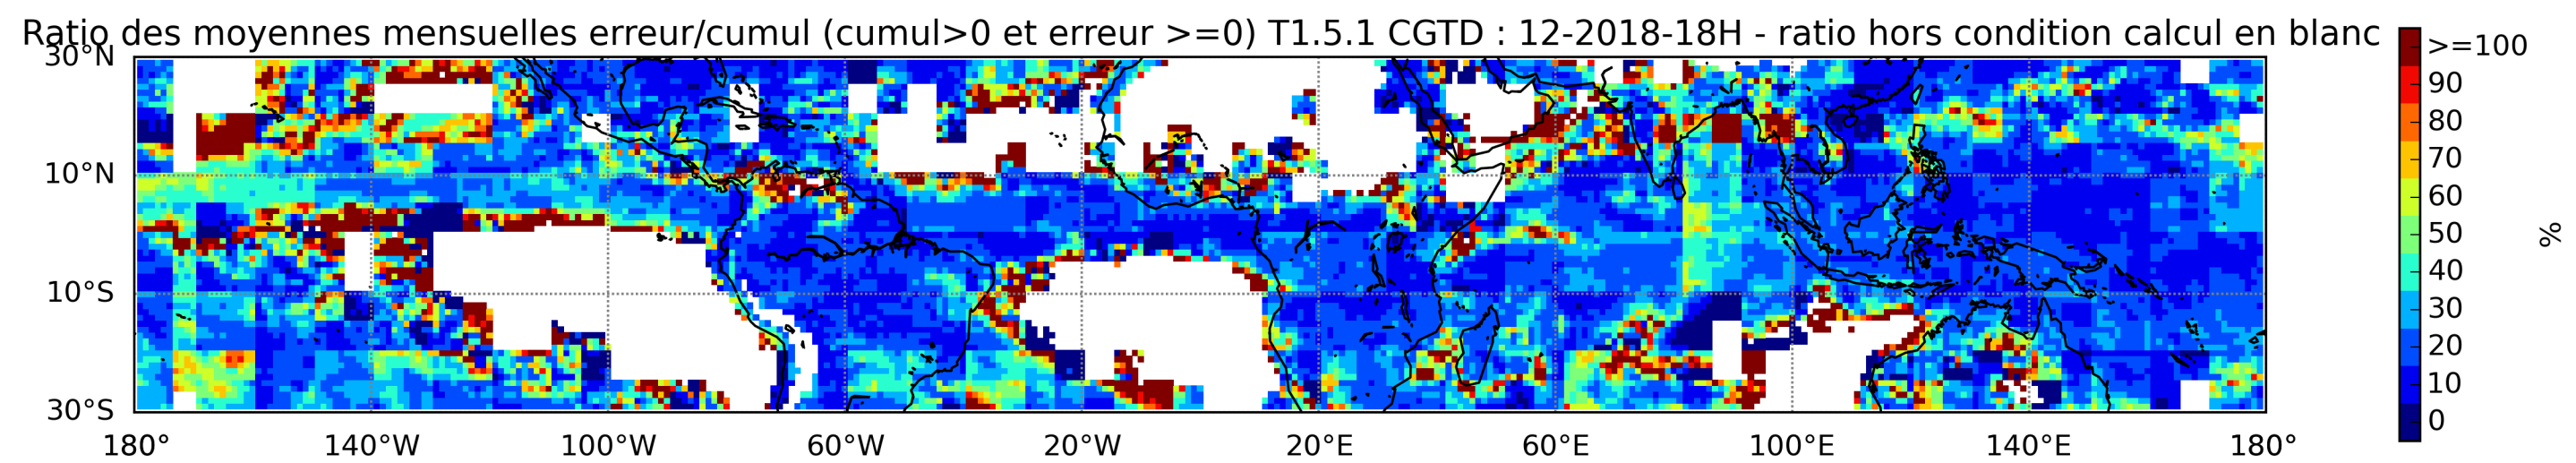 Ratio des moyennes mensuelles erreur/cumul (cumul>0 et erreur >=0) T1.5.1 CGTD : 12-2018-18H - ratio hors condition calcul en blanc
30°N
10°N
10°S
30°S
180°
140°W
100°W
60°W
20°W
20°E
60°E
100°E
140°E
180°
>=100
90
80
70
60
50
40
30
20
10
0
%